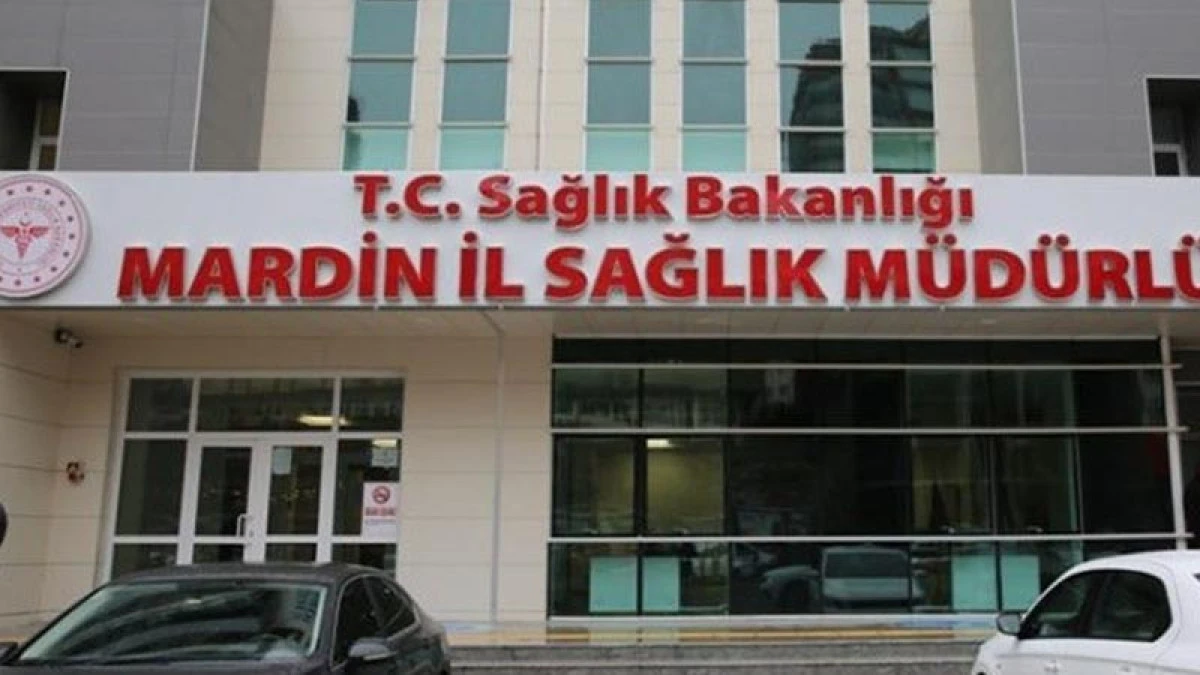 T.C. Sağlık Bakanlığı
MARDİN İL SAĞLIK MÜDÜRLÜ